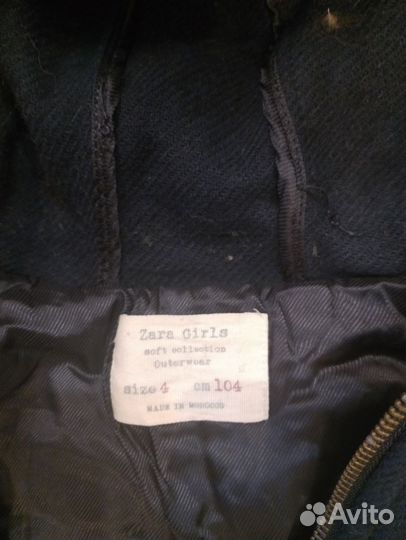 Zara Girls
soft collection
Outerwear
size 4 cm 104
MADE IN MOROCCO
Avito